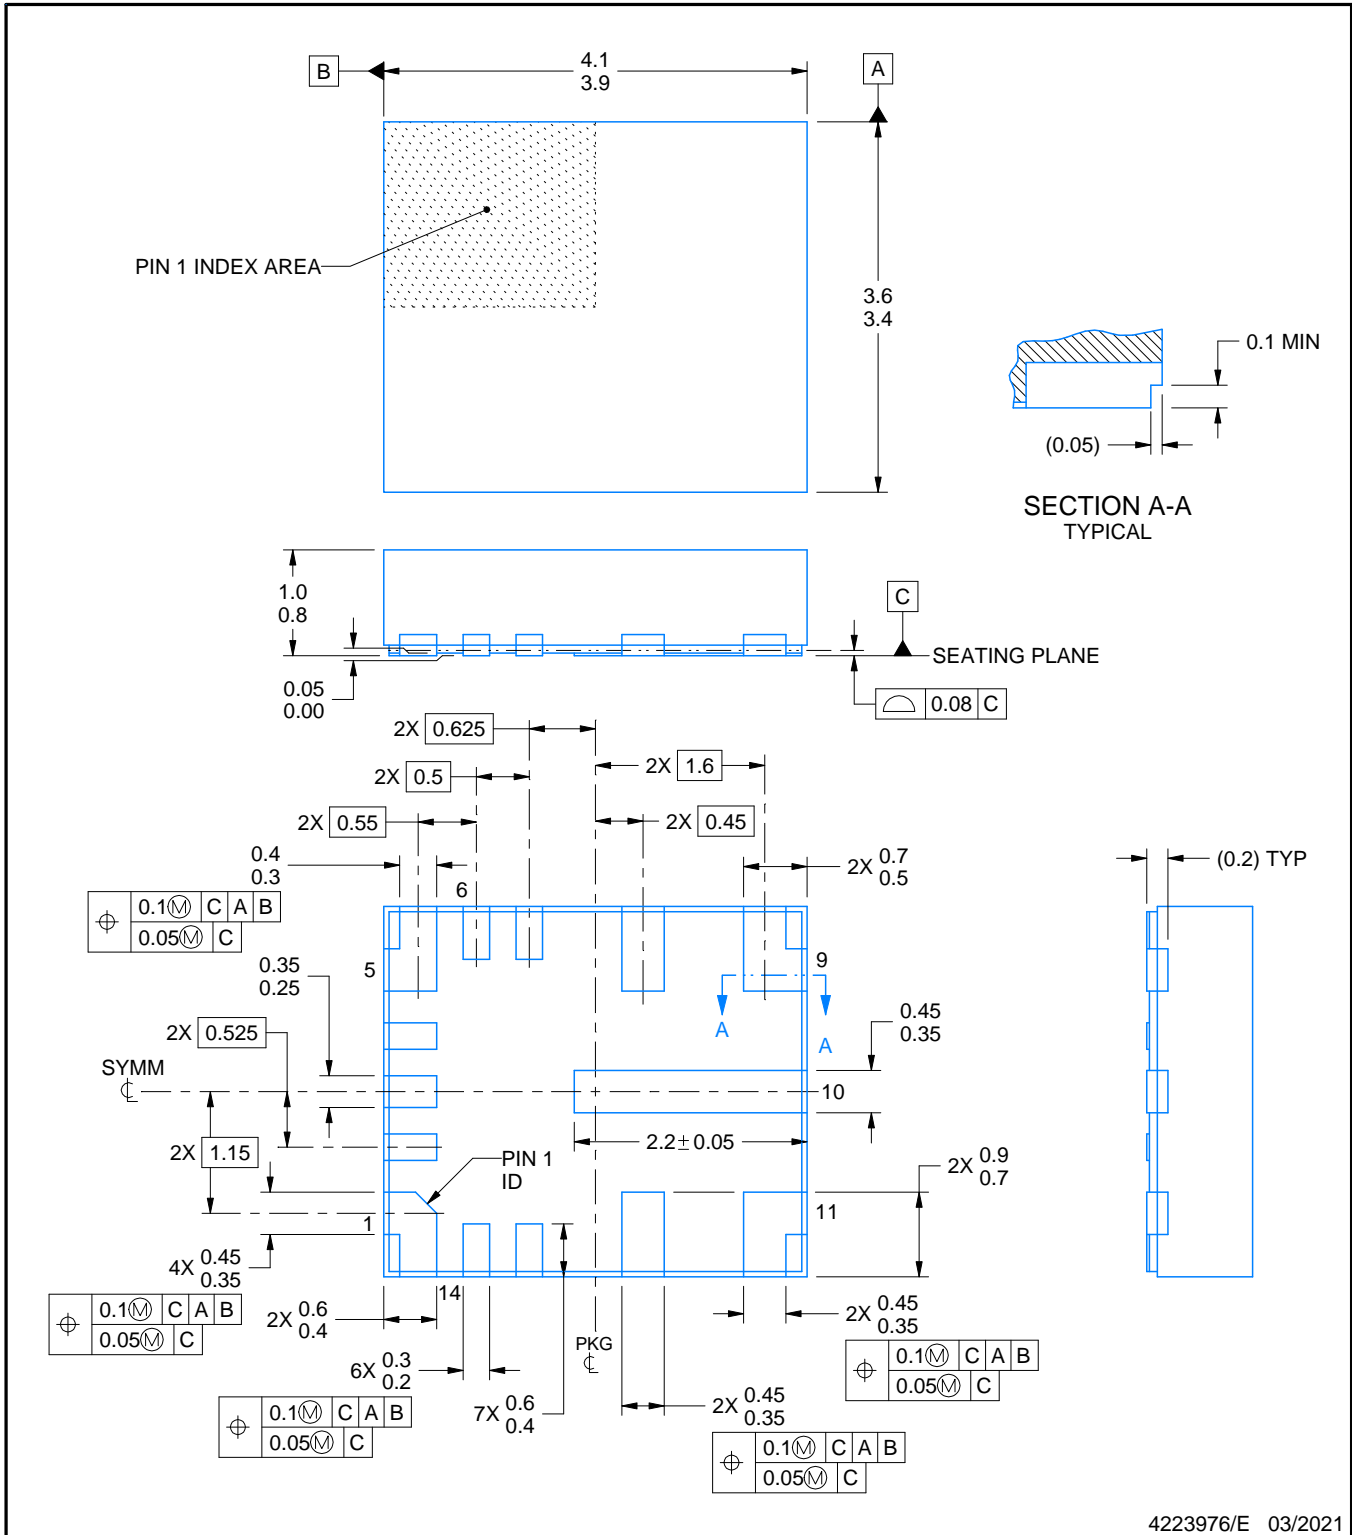 B
4.1
3.9
A
PIN 1 INDEX AREA
3.6
3.4
0.1 MIN
(0.05)
SECTION A-A
TYPICAL
1.0
0.8
C
SEATING PLANE
0.05
0.00
0.08 C
2X 0.625
2X 0.5
2X 1.6
2X 0.55
2X 0.45
0.4
0.3
2X 0.7
0.5
(0.2) TYP
6
0.1Ⓜ C A B
0.05Ⓜ C
5
9
0.35
0.25
A
A
0.45
0.35
2X 0.525
SYMM
℄
10
2X 1.15
2.2±0.05
PIN 1
ID
2X 0.9
0.7
1
11
4X 0.45
0.35
14
0.1Ⓜ C A B
0.05Ⓜ C
2X 0.6
0.4
2X 0.45
0.35
PKG
℄
0.1Ⓜ C A B
0.05Ⓜ C
6X 0.3
0.2
7X 0.6
0.4
2X 0.45
0.35
0.1Ⓜ C A B
0.05Ⓜ C
0.1Ⓜ C A B
0.05Ⓜ C
4223976/E 03/2021